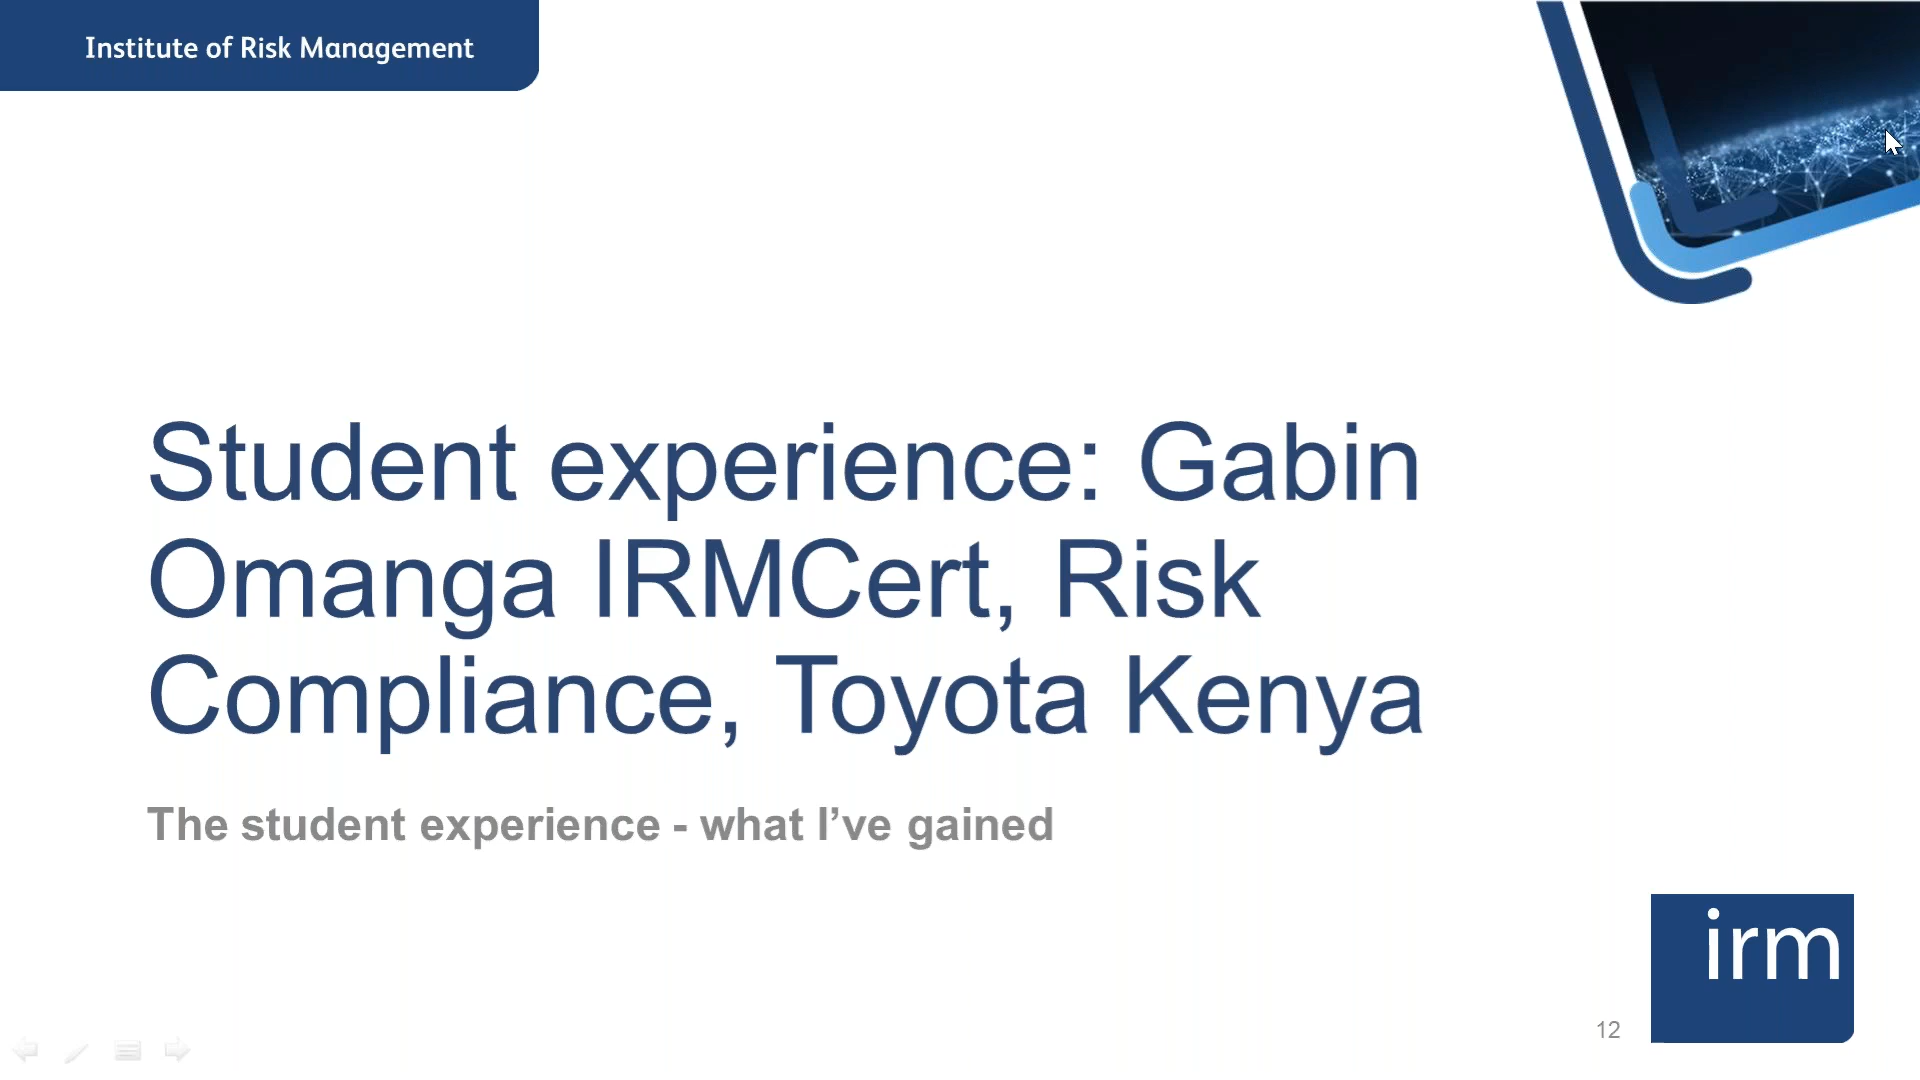 Institute of Risk Management
Student experience: Gabin
Omanga IRMCert, Risk
Compliance, Toyota Kenya
The student experience - what I’ve gained
irm
12